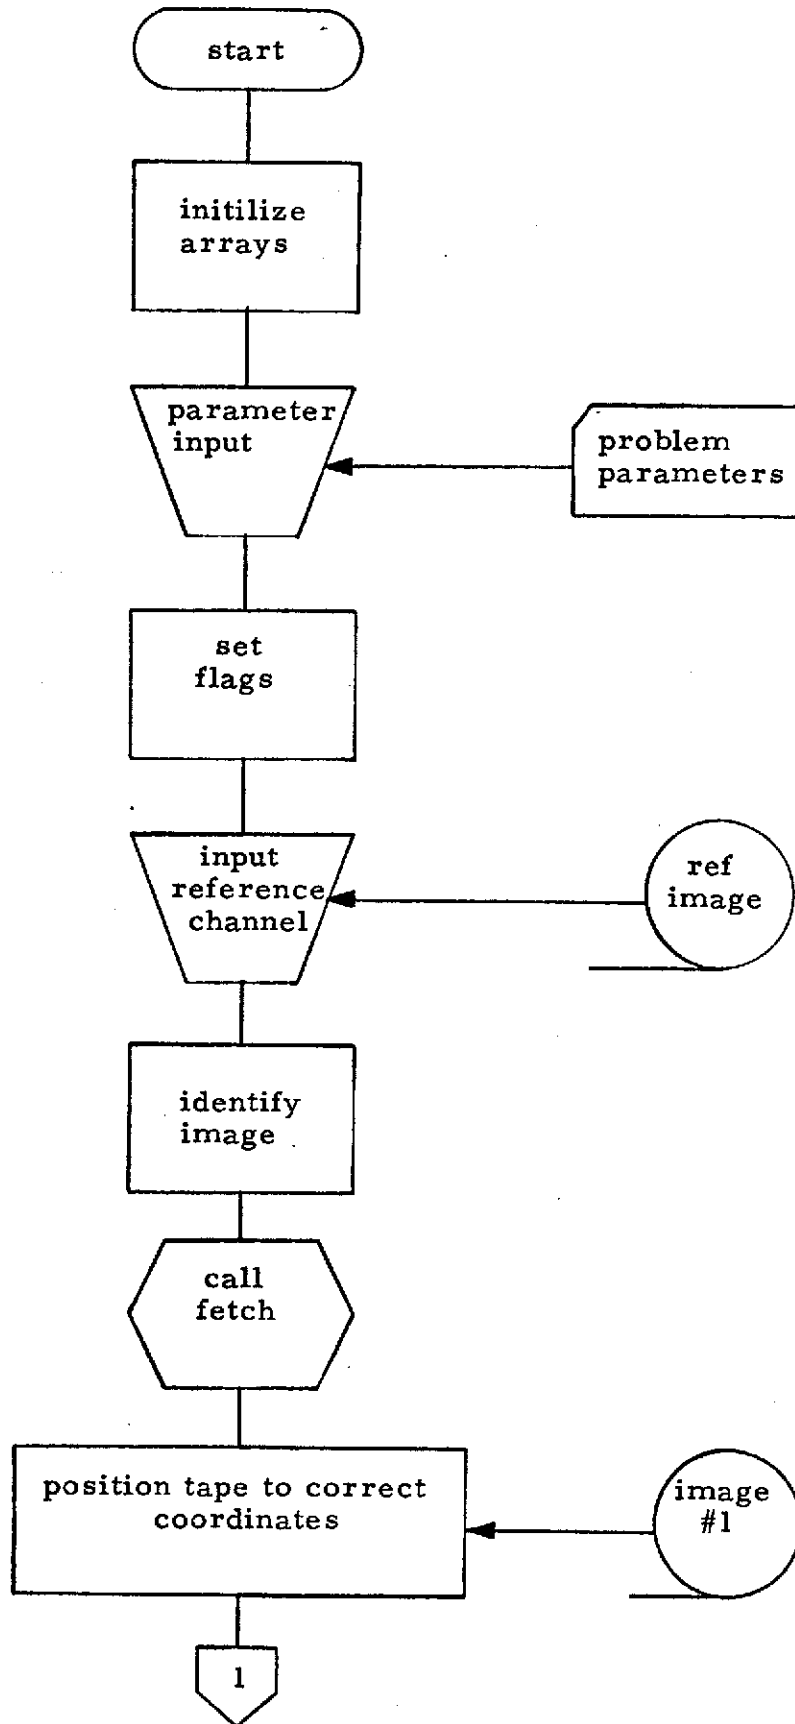 start
initilize
arrays
parameter
input
problem
parameters
set
flags
input
reference
channel
ref
image
identify
image
call
fetch
position tape to correct
coordinates
image
#1
1